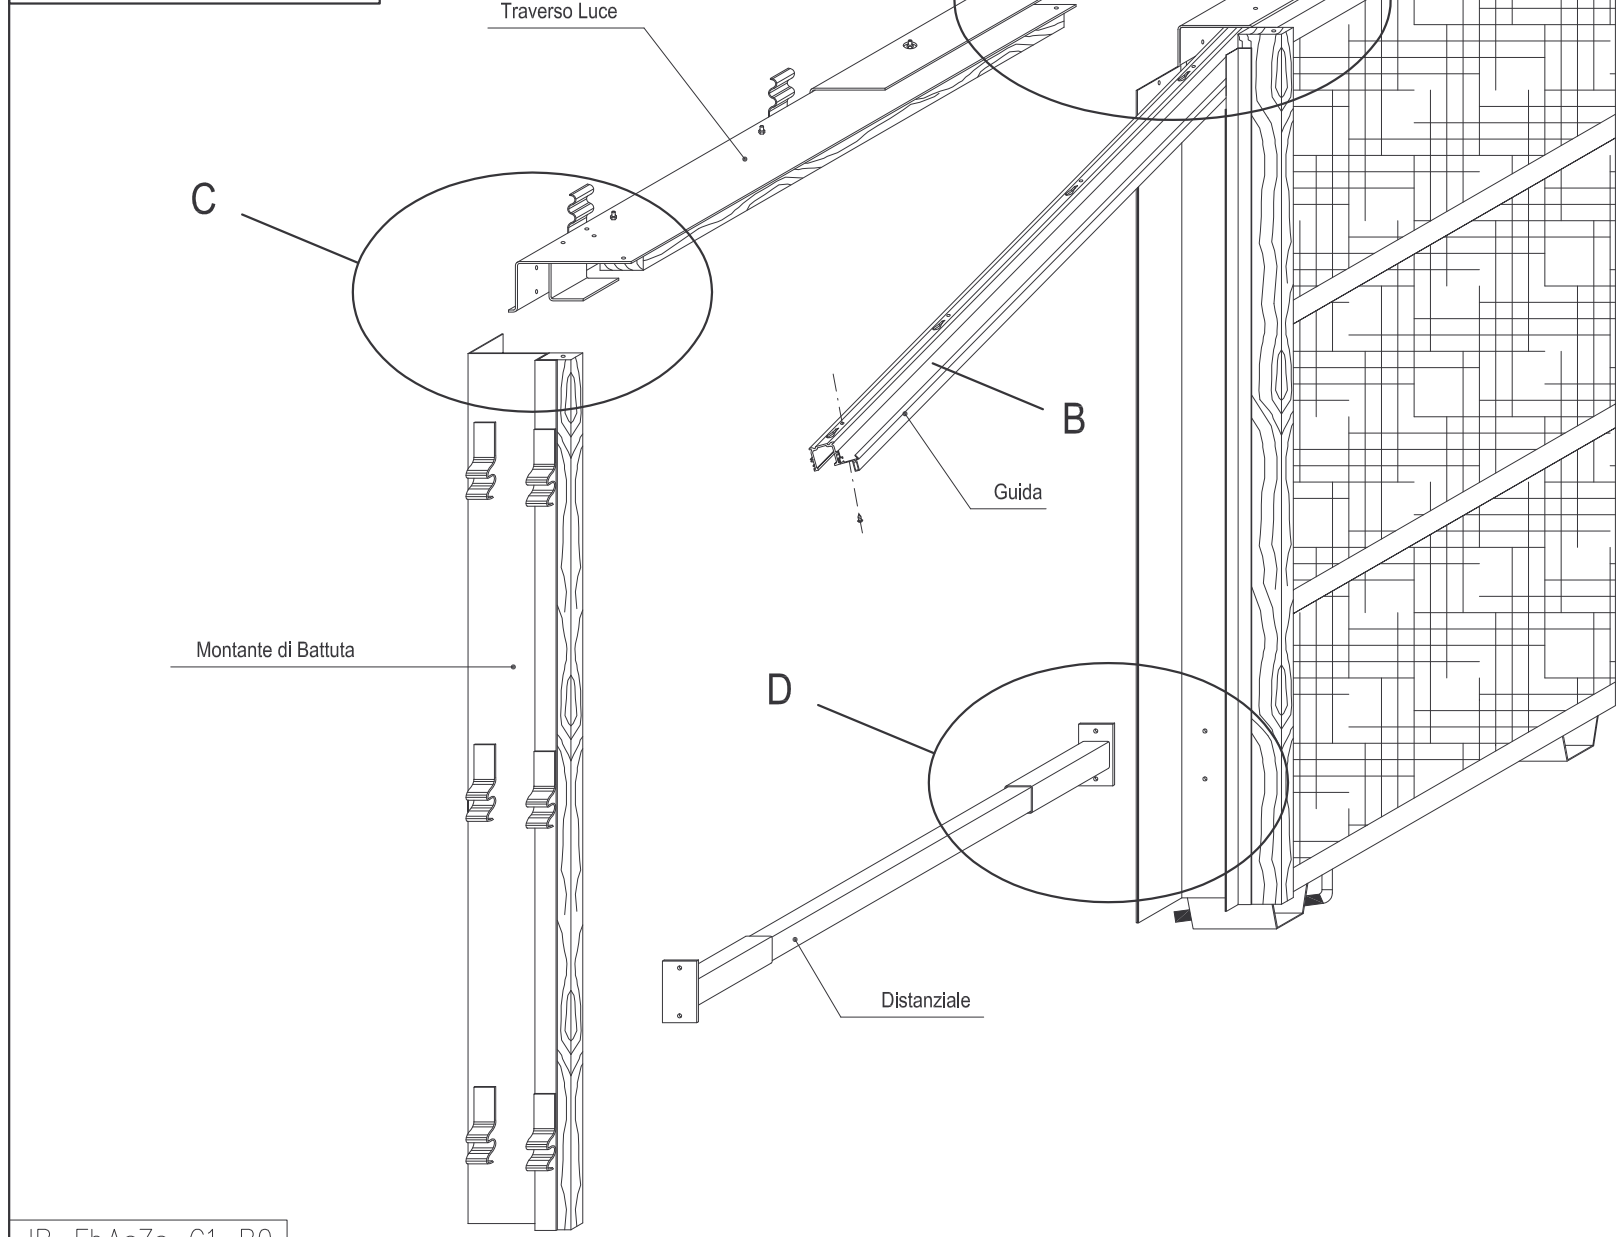 Traverso Luce
C
B
Guida
Montante di Battuta
D
Distanziale